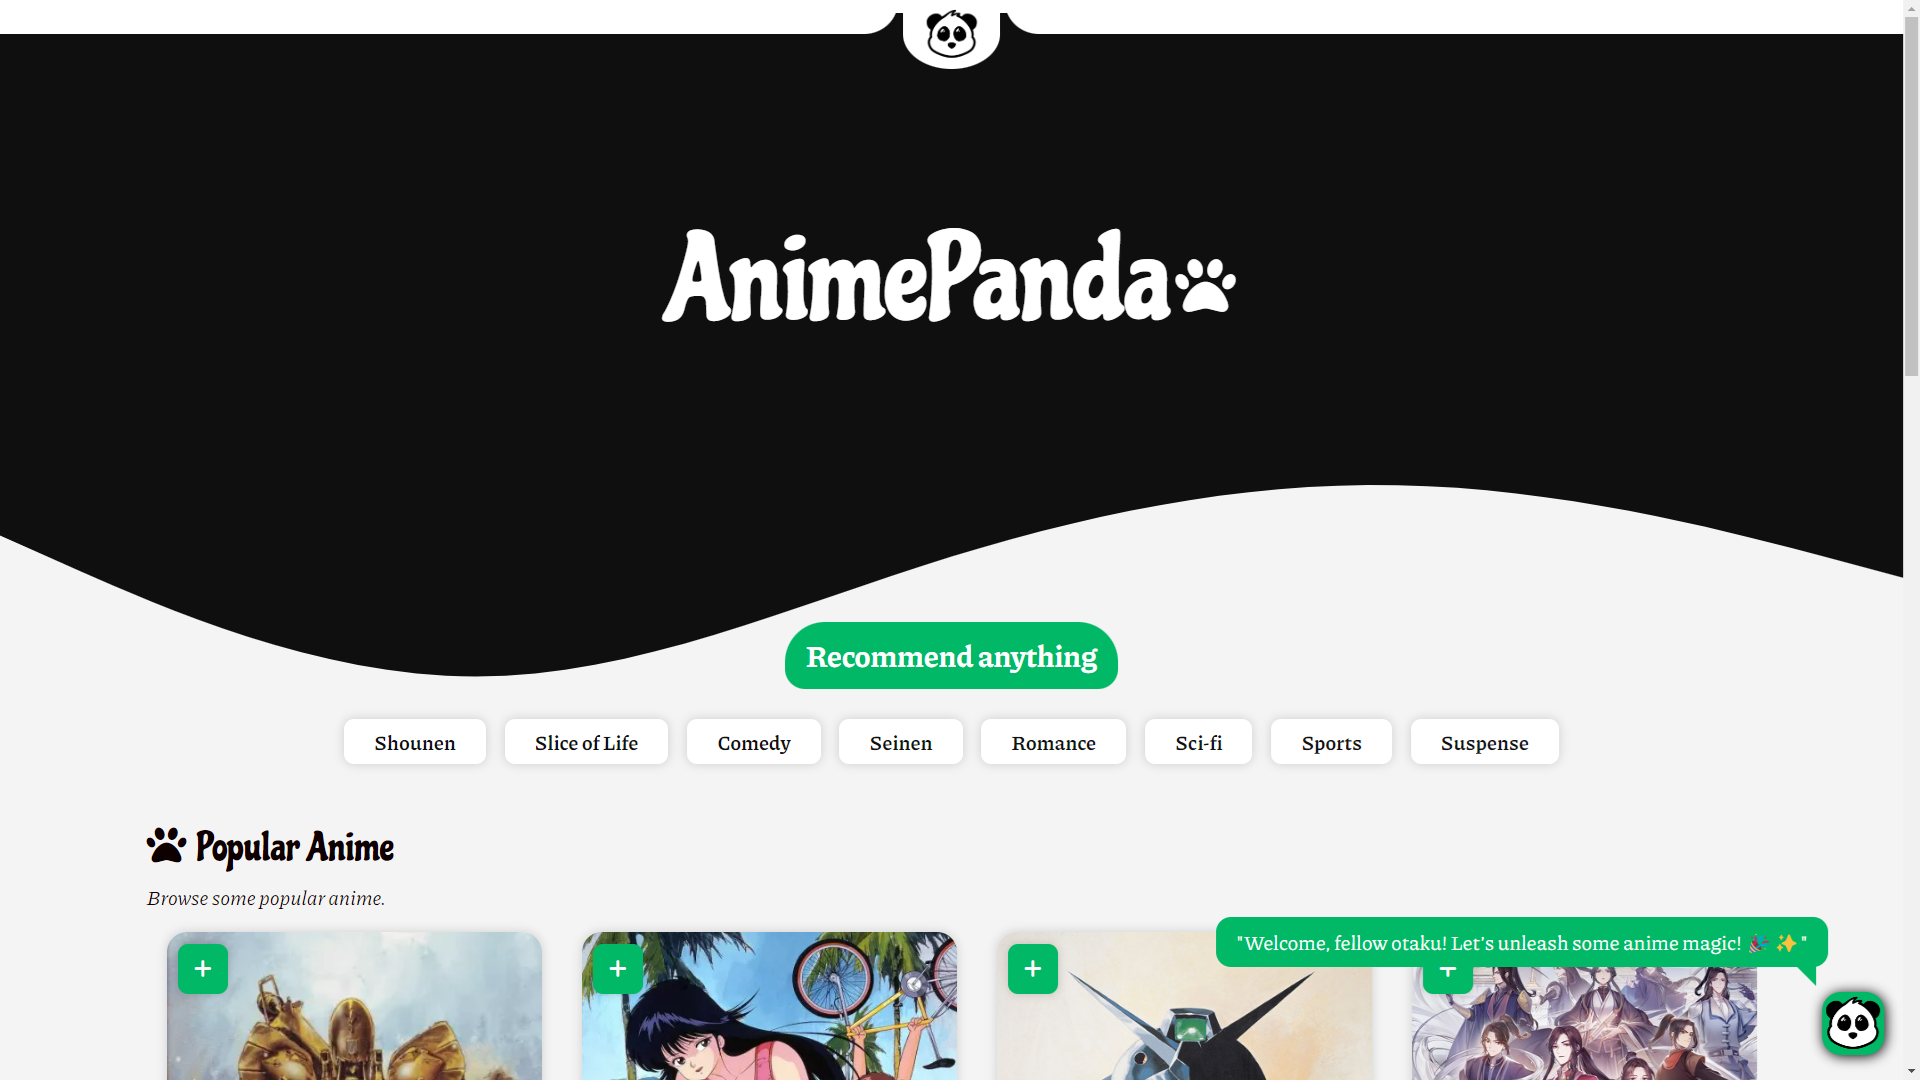 AnimePanda
Recommend anything
Shounen
Slice of Life
Comedy
Seinen
Romance
Sci-fi
Sports
Suspense
Popular Anime
Browse some popular anime.
+
+
+
+
"Welcome, fellow otaku! Let's unleash some anime magic! 🎉 ✨ "